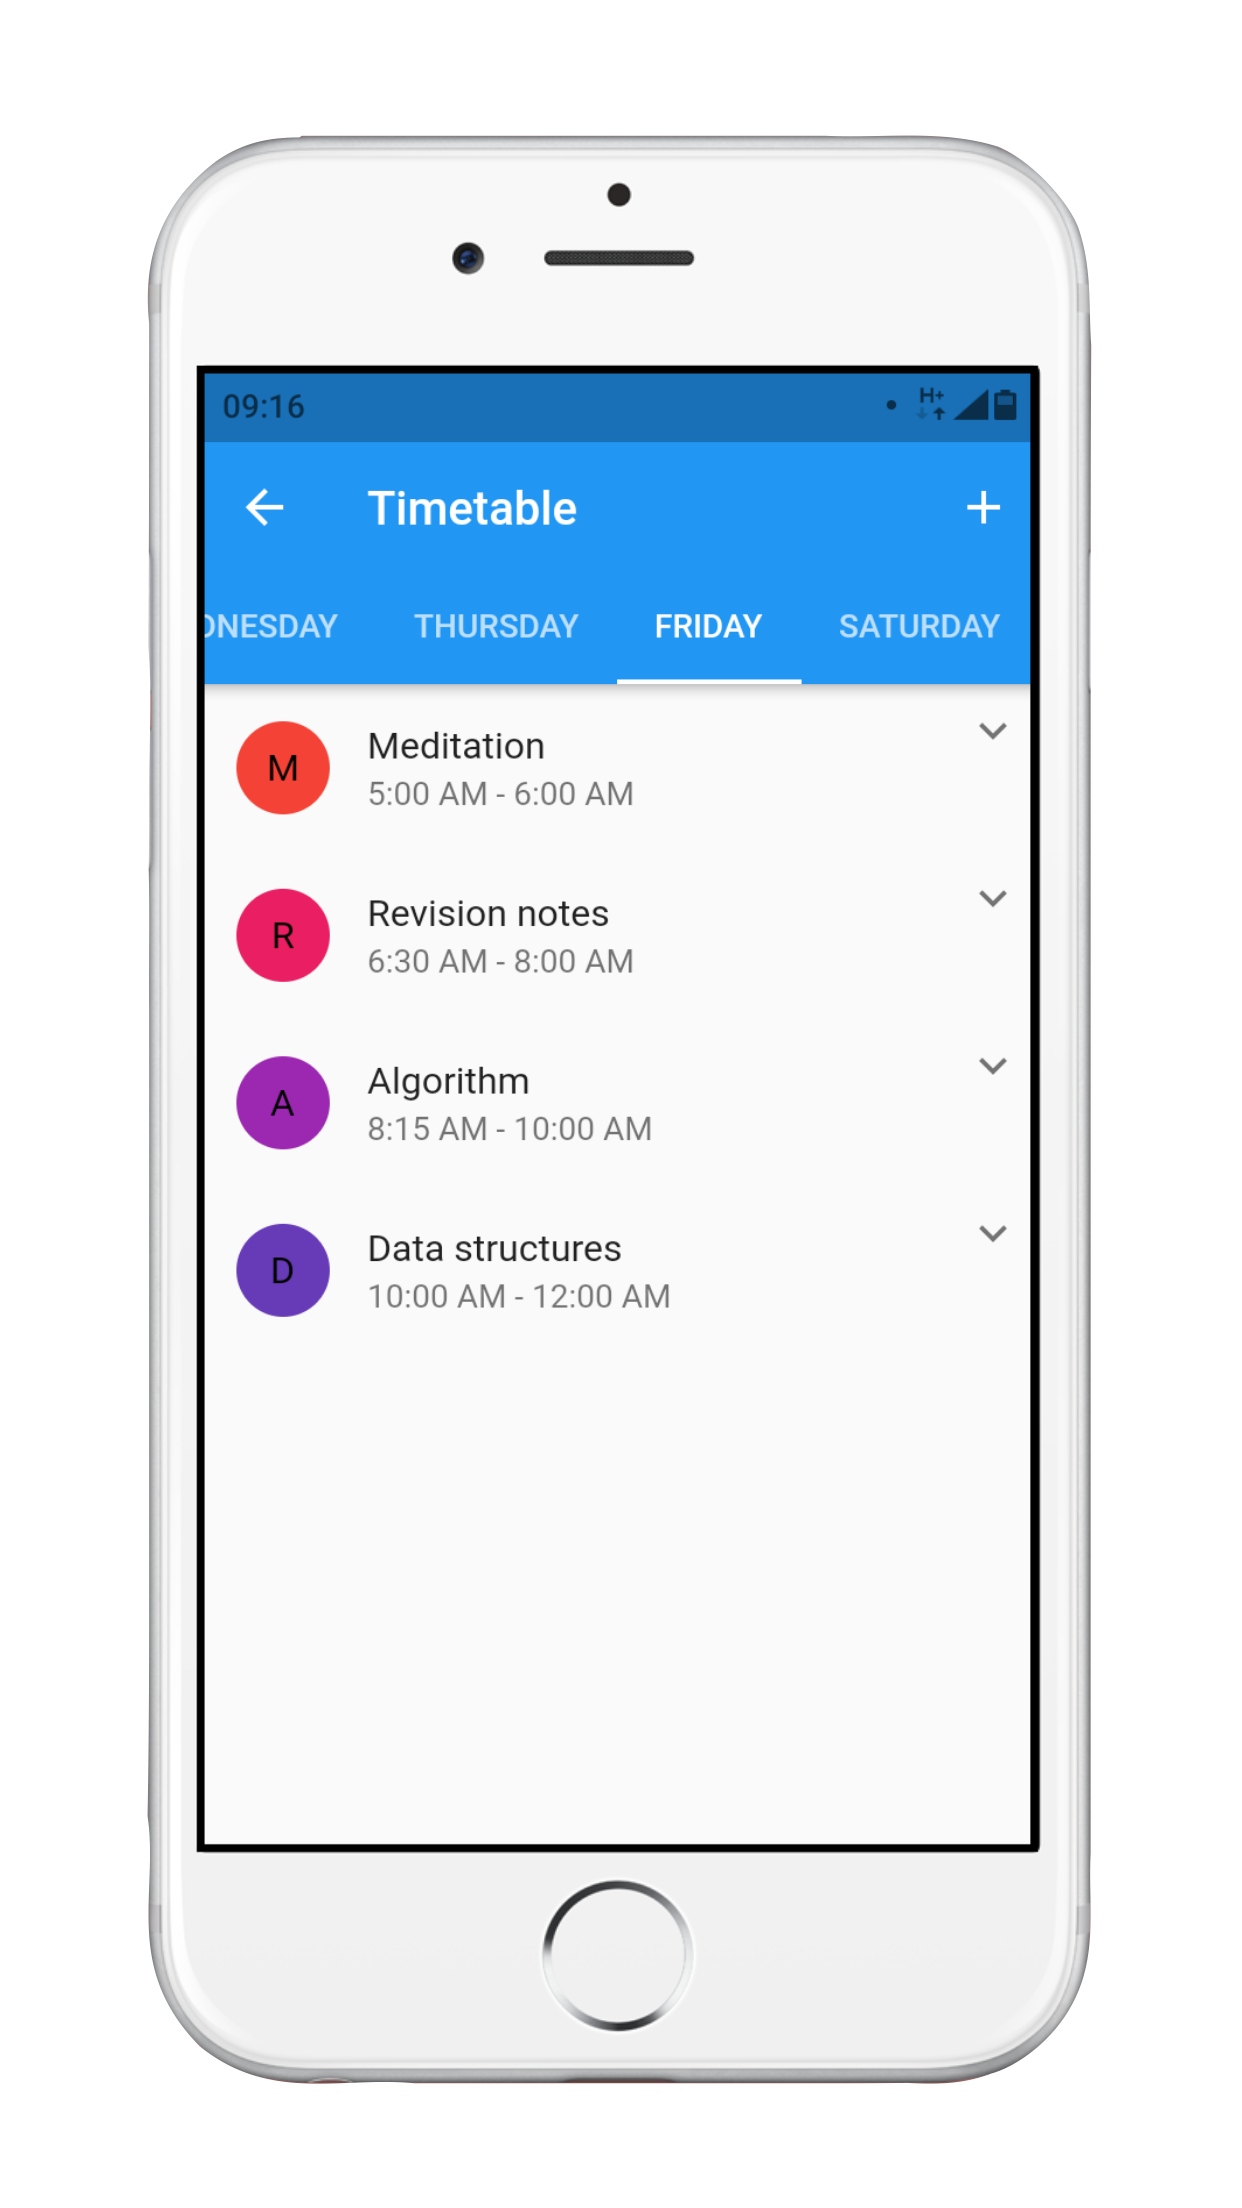 09:16
H+
Timetable
DNESDAY THURSDAY FRIDAY SATURDAY
M
Meditation
5:00 AM - 6:00 AM
R
Revision notes
6:30 AM - 8:00 AM
A
Algorithm
8:15 AM - 10:00 AM
D
Data structures
10:00 AM - 12:00 AM